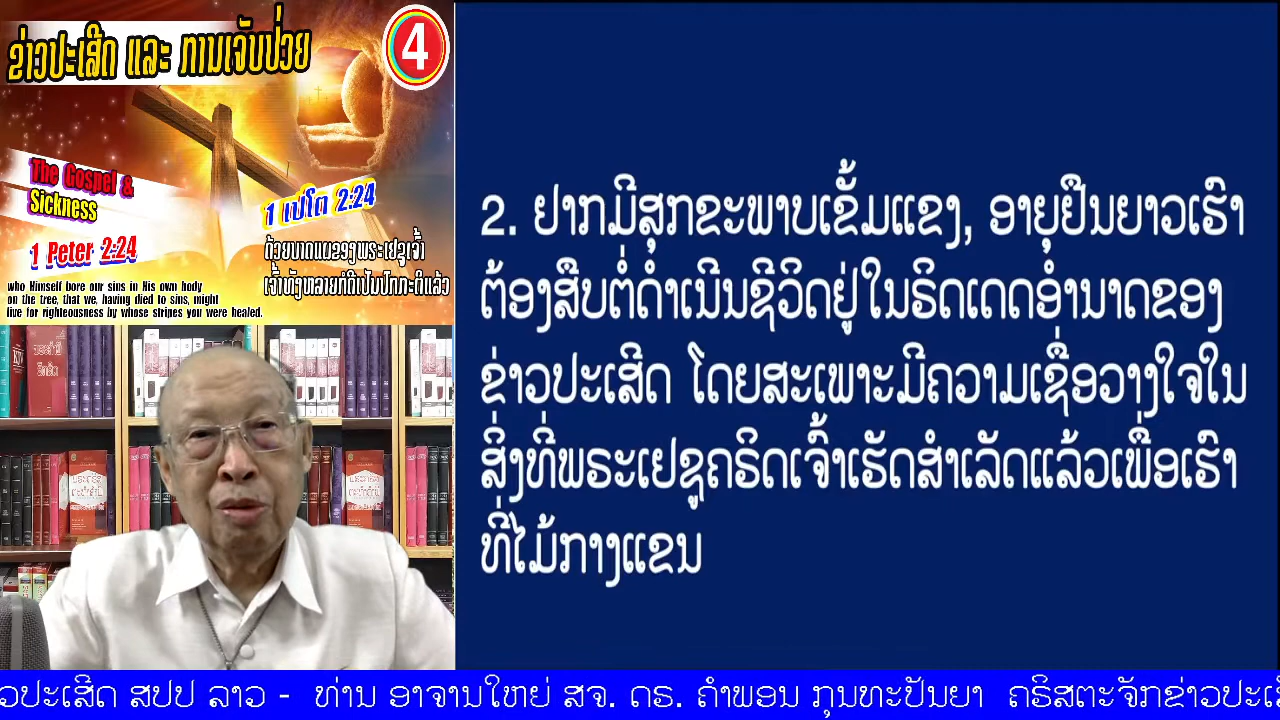 ຂ່າວປະເສີດ ແລະ ການເຈັບປ່ວຍ
4
The Gospel &
Sickness
1 Peter 2:24
who Himself bore our sins in His own body
on the tree, that we, having died to sins, might
live for righteousness by whose stripes you were healed.
1 ເປໂຕ 2:24
ດ້ວຍບາດແຜຂອງພຣະເຢຊູເຈົ້າ
ເຈົ້າທັງຫລາຍກໍດີເປັນປົກກະຕິແລ້ວ
2. ຢາກມີສຸກຂະພາບເຂັ້ມແຂງ, ອາຍຸຢືນຍາວເຮົາ
ຕ້ອງສືບຕໍ່ດຳເນີນຊີວິດຢູ່ໃນຣິດເດດອຳນາດຂອງ
ຂ່າວປະເສີດ ໂດຍສະເພາະມີຄວາມເຊື່ອວາງໃຈໃນ
ສິ່ງທີ່ພຣະເຢຊູຄຣິດເຈົ້າເຮັດສຳເລັດແລ້ວເພື່ອເຮົາ
ທີ່ໄມ້ກາງແຂນ
ວປະເສີດ ສປປ ລາວ - ທ່ານ ອາຈານໃຫຍ່ ສຈ. ດຣ. ຄຳພອນ ກຸນທະປັນຍາ ຄຣິສຕະຈັກຂ່າວປະເສີ